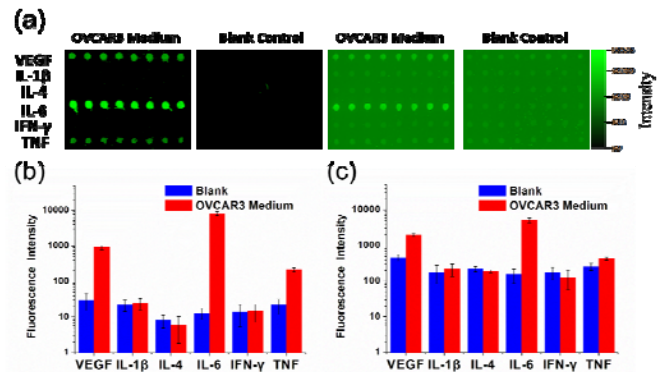 (a)
OVCAR3 Medium Blank Control OVCAR3 Medium Blank Control
VEGF
IL-1β
IL-4
IL-6
IFN-γ
TNF
Intensity
(b)
Blank
OVCAR3 Medium
Fluorescence Intensity
10000
1000
100
10
1
VEGF IL-1β IL-4 IL-6 IFN-γ TNF
(c)
Blank
OVCAR3 Medium
Fluorescence Intensity
10000
1000
100
10
1
VEGF IL-1β IL-4 IL-6 IFN-γ TNF